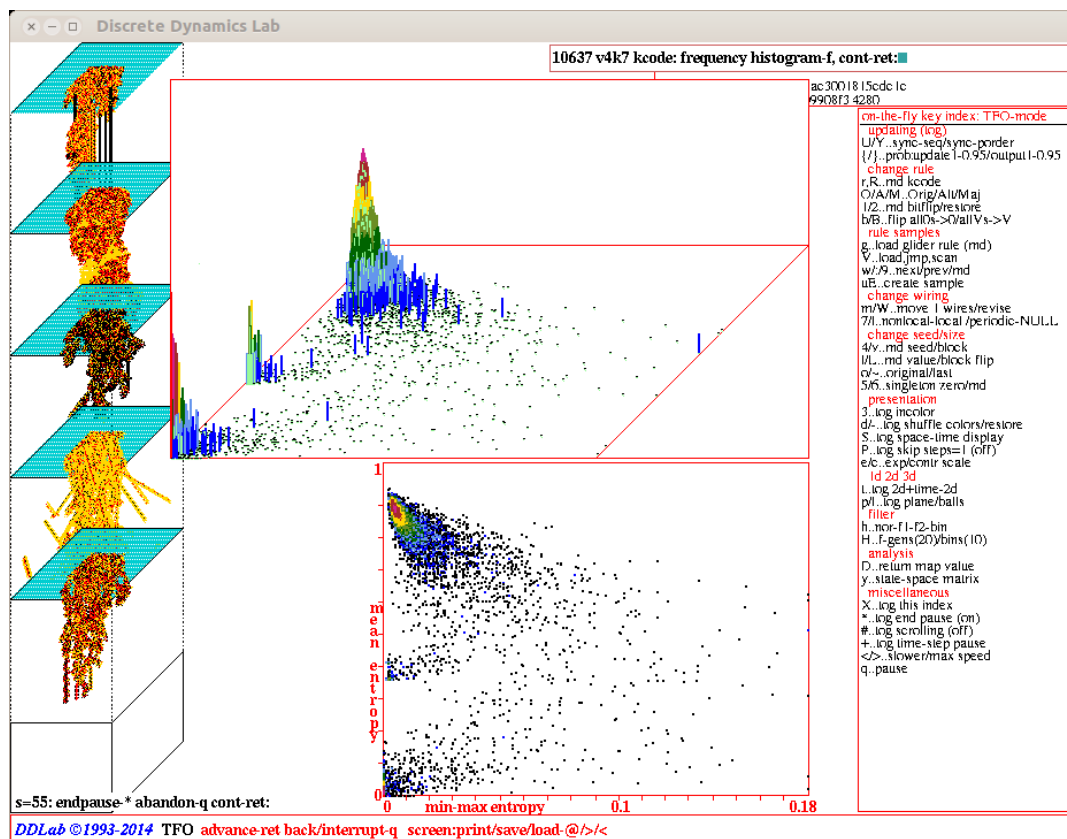 Discrete Dynamics Lab
10637 v4k7 kcode: frequency histogram-f, cont-ret:
ae3001815cdc1c
9908f34280
on-the-fly key index: TFO-mode
updating (tog)
U/Y..sync-seq/sync-porder
{/}..prob:update1-0.95/output1-0.95
change rule
r,R..rnd kcode
O/A/M..Orig/Alt/Maj
1/2..rnd bitflip/restore
b/B..flip all0s->0/allVs->V
rule samples
g..load glider rule (rnd)
V..load,jmp,scan
w/:/9..next/prev/rnd
uE..create sample
change wiring
m/W..move 1 wires/revise
7/l..nonlocal-local /periodic-NULL
change seed/size
4/v..rnd seed/block
l/L..rnd value/block flip
o/~..original/last
5/6..singleton zero/rnd
presentation
3..tog incolor
d/-..tog shuffle colors/restore
S..tog space-time display
P..tog skip steps=1 (off)
e/c..exp/contr scale
1d 2d 3d
t..tog 2d+time-2d
p/l..tog plane/balls
filter
h..nor-f1-f2-bin
H..f-gens(20)/bins(10)
analysis
D..return map value
y..state-space matrix
miscellaneous
X..tog this index
*..tog end pause (on)
#..tog scrolling (off)
+..tog time-step pause
</>..slower/max speed
q..pause
1
mean entropy
0
0
min-max entropy
0.1
0.18
s=55: endpause-* abandon-q cont-ret:
DDLab ©1993-2014 TFO advance-ret back/interrupt-q screen:print/save/load-@/>/<